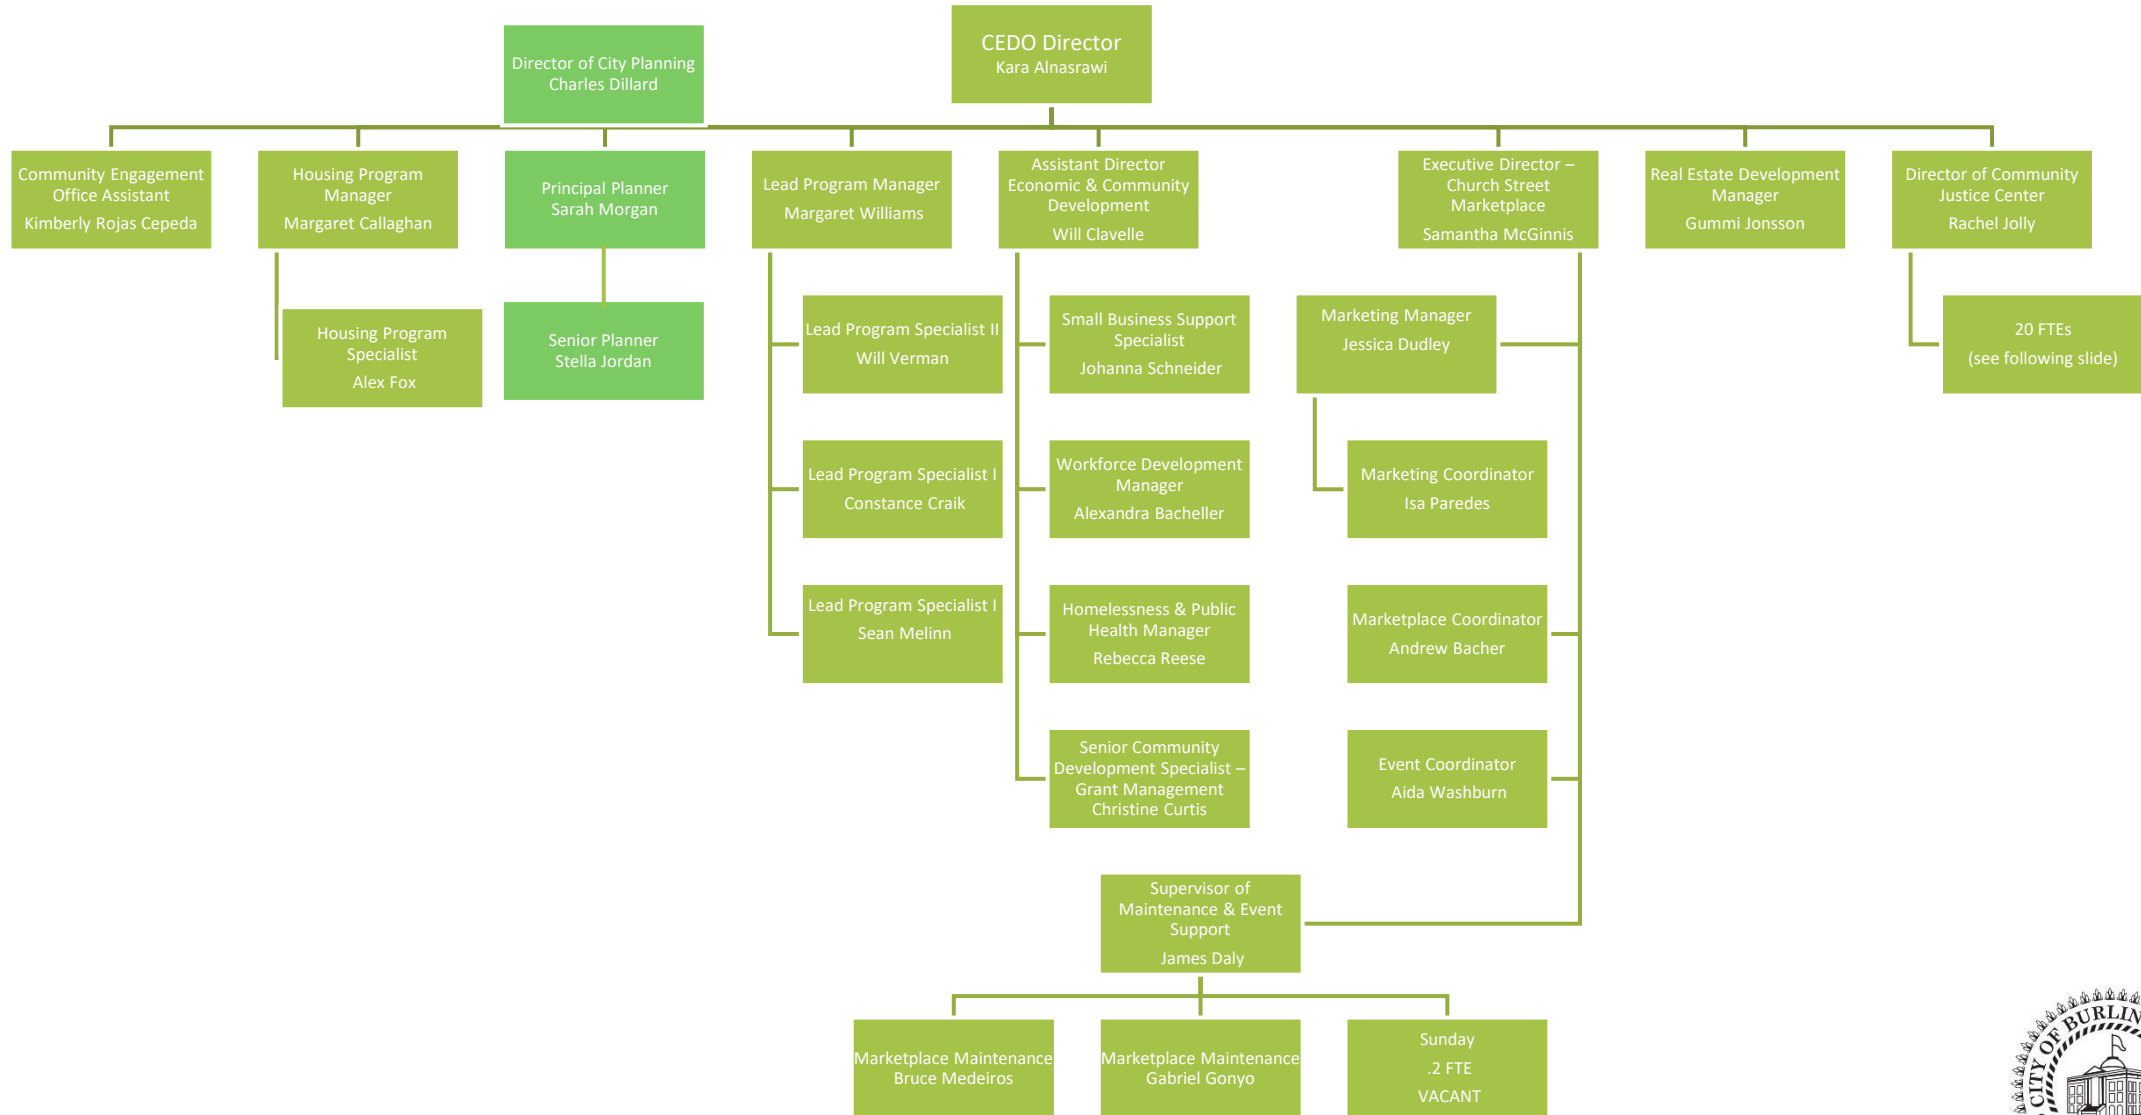 CEDO Director
Kara Alnasrawi
Director of City Planning
Charles Dillard
Community Engagement
Office Assistant
Kimberly Rojas Cepeda
Housing Program
Manager
Margaret Callaghan
Principal Planner
Sarah Morgan
Lead Program Manager
Margaret Williams
Assistant Director
Economic & Community
Development
Will Clavelle
Executive Director –
Church Street
Marketplace
Samantha McGinnis
Real Estate Development
Manager
Gummi Jonsson
Director of Community
Justice Center
Rachel Jolly
Housing Program
Specialist
Alex Fox
Senior Planner
Stella Jordan
Lead Program Specialist II
Will Verman
Small Business Support
Specialist
Johanna Schneider
Marketing Manager
Jessica Dudley
20 FTEs
(see following slide)
Lead Program Specialist I
Constance Craik
Workforce Development
Manager
Alexandra Bacheller
Marketing Coordinator
Isa Paredes
Lead Program Specialist I
Sean Melinn
Homelessness & Public
Health Manager
Rebecca Reese
Marketplace Coordinator
Andrew Bacher
Senior Community
Development Specialist –
Grant Management
Christine Curtis
Event Coordinator
Aida Washburn
Supervisor of
Maintenance & Event
Support
James Daly
Marketplace Maintenance
Bruce Medeiros
Marketplace Maintenance
Gabriel Gonyo
Sunday
.2 FTE
VACANT
CITY OF BURLIN